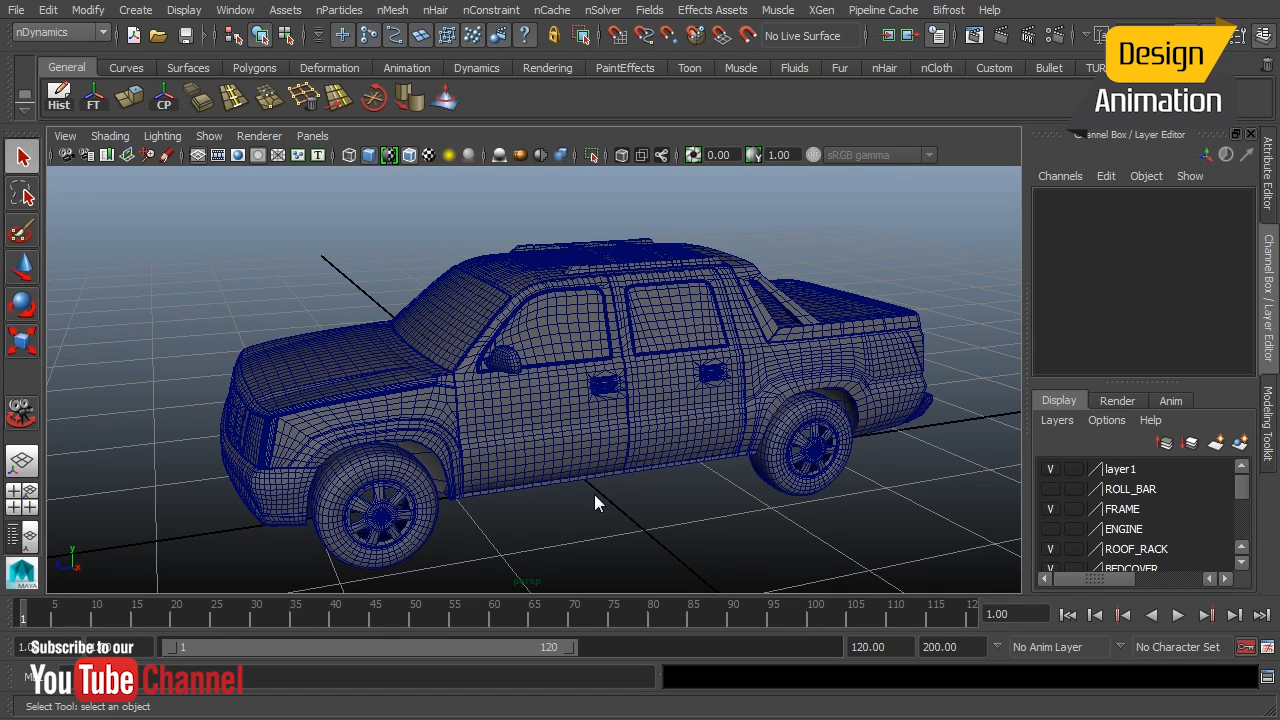 File Edit Modify Create Display Window Assets nParticles nMesh nHair nConstraint nCache nSolver Fields Effects Assets Muscle XGen Pipeline Cache Bifrost Help
nDynamics No Live Surface
Design
Animation
General Curves Surfaces Polygons Deformation Animation Dynamics Rendering PaintEffects Toon Muscle Fluids Fur nHair nCloth Custom Bullet
Hist FT CP
View Shading Lighting Show Renderer Panels
Channel Box / Layer Editor
0.00 1.00 sRGB gamma
Channels Edit Object Show
Attribute Editor
Channel Box / Layer Editor
Modeling Toolkit
persp
y
x
Display Render Anim
Layers Options Help
V layer1
ROLL_BAR
V FRAME
ENGINE
V ROOF_RACK
V BEDCOVER
MAYA
1 5 10 15 20 25 30 35 40 45 50 55 60 65 70 75 80 85 90 95 100 105 110 115 12
1.00
1 120 120.00 200.00 No Anim Layer No Character Set
Subscribe to our
YouTube Channel
Select Tool: select an object